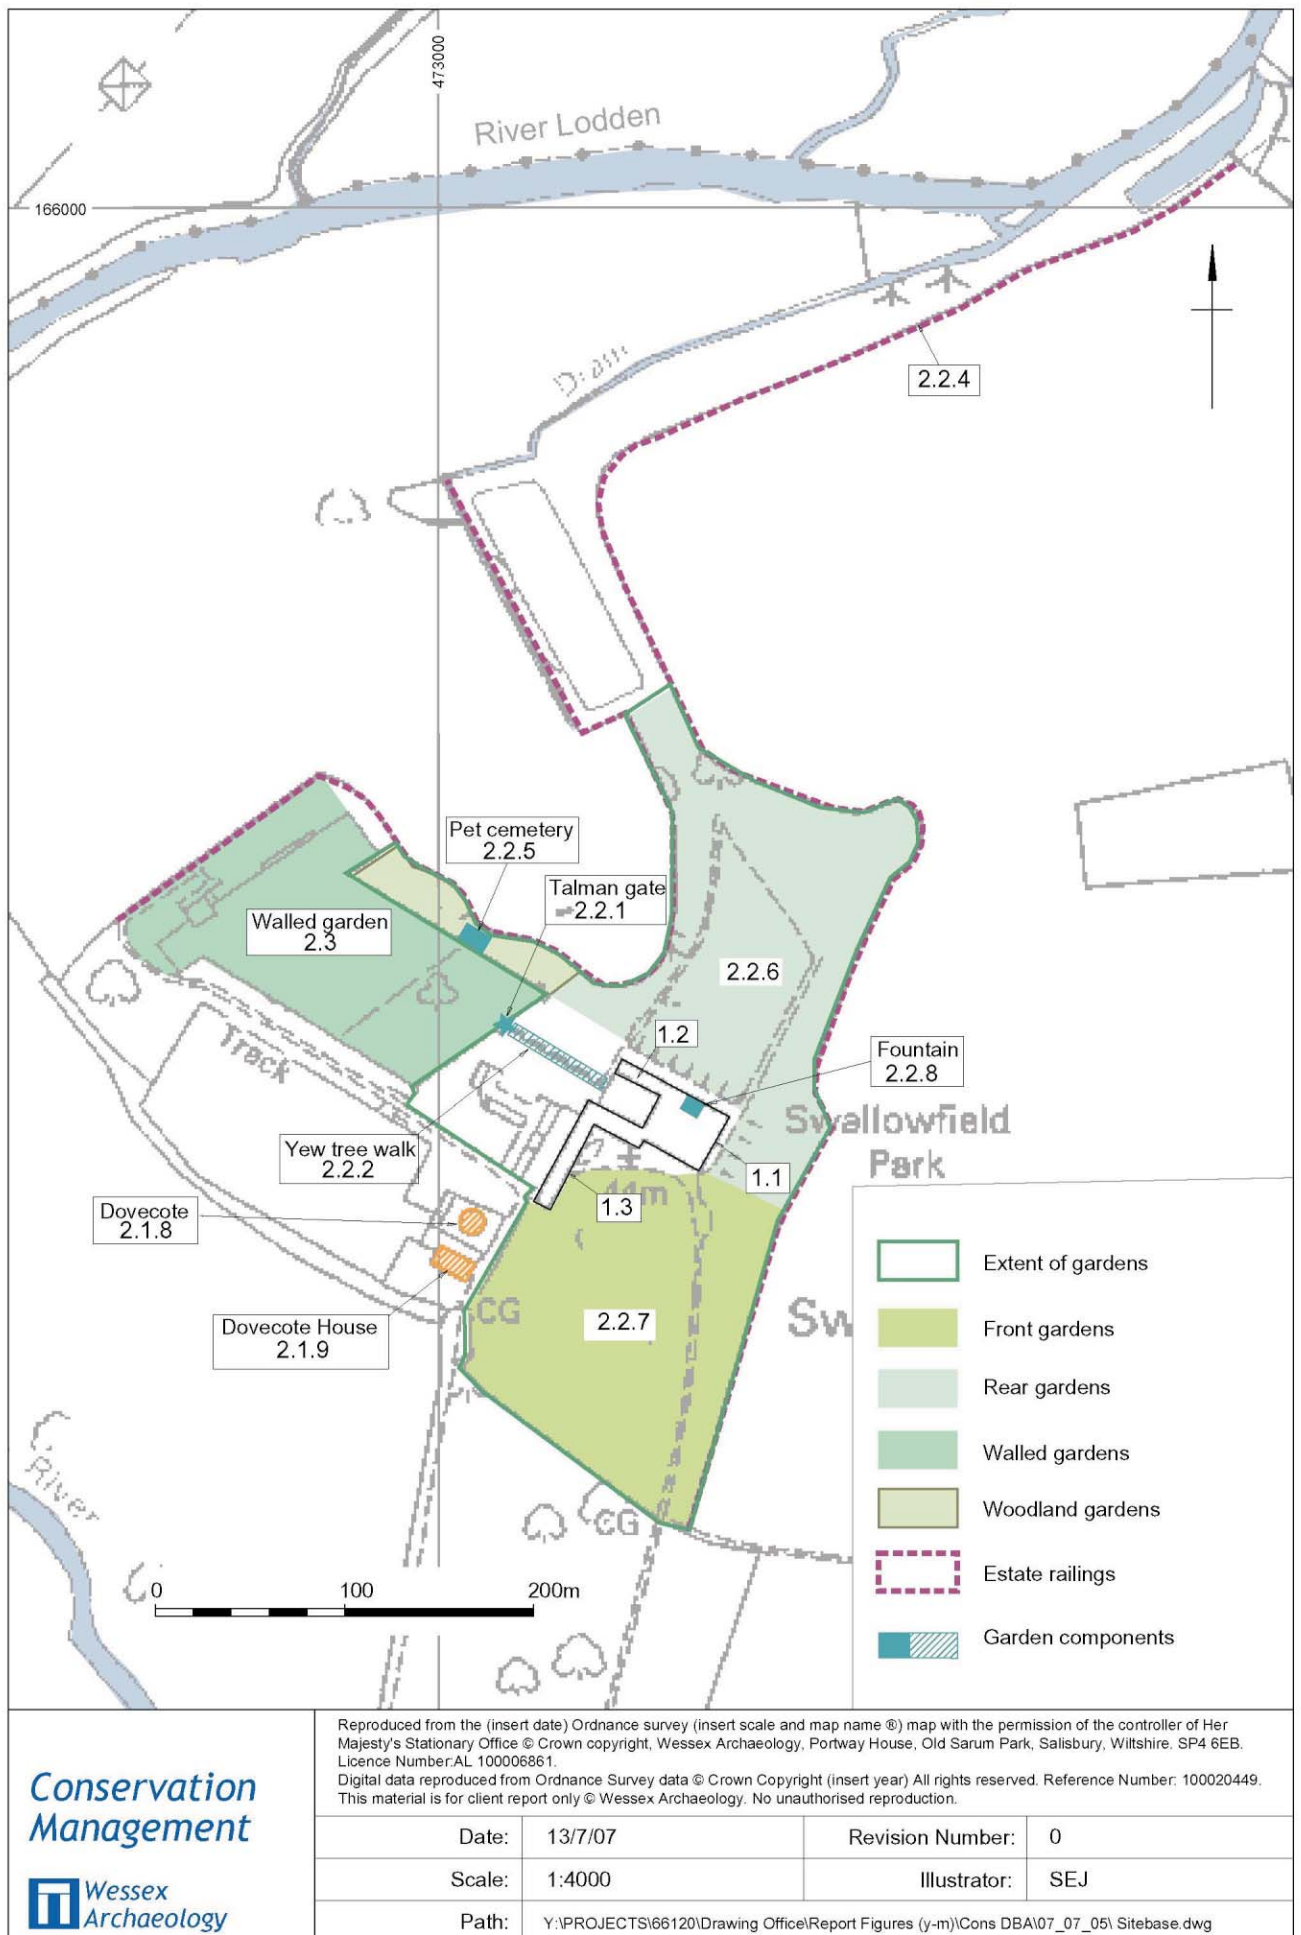 473000
River Lodden
166000
2.2.4
Drain
Pet cemetery
2.2.5
Talman gate
2.2.1
Walled garden
2.3
2.2.6
1.2
Fountain
2.2.8
Track
Swallowfield
Park
Yew tree walk
2.2.2
1.1
44m
1.3
Dovecote
2.1.8
Dovecote House
2.1.9
CG
2.2.7
Sw
River
CG
0 100 200m
Extent of gardens
Front gardens
Rear gardens
Walled gardens
Woodland gardens
Estate railings
Garden components
Conservation
Management
Wessex
Archaeology
Reproduced from the (insert date) Ordnance survey (insert scale and map name ®) map with the permission of the controller of Her
Majesty's Stationary Office © Crown copyright, Wessex Archaeology, Portway House, Old Sarum Park, Salisbury, Wiltshire. SP4 6EB.
Licence Number:AL 100006861.
Digital data reproduced from Ordnance Survey data © Crown Copyright (insert year) All rights reserved. Reference Number: 100020449.
This material is for client report only © Wessex Archaeology. No unauthorised reproduction.
Date: 13/7/07 Revision Number: 0
Scale: 1:4000 Illustrator: SEJ
Path: Y:\PROJECTS\66120\Drawing Office\Report Figures (y-m)\Cons DBA\07_07_05\ Sitebase.dwg